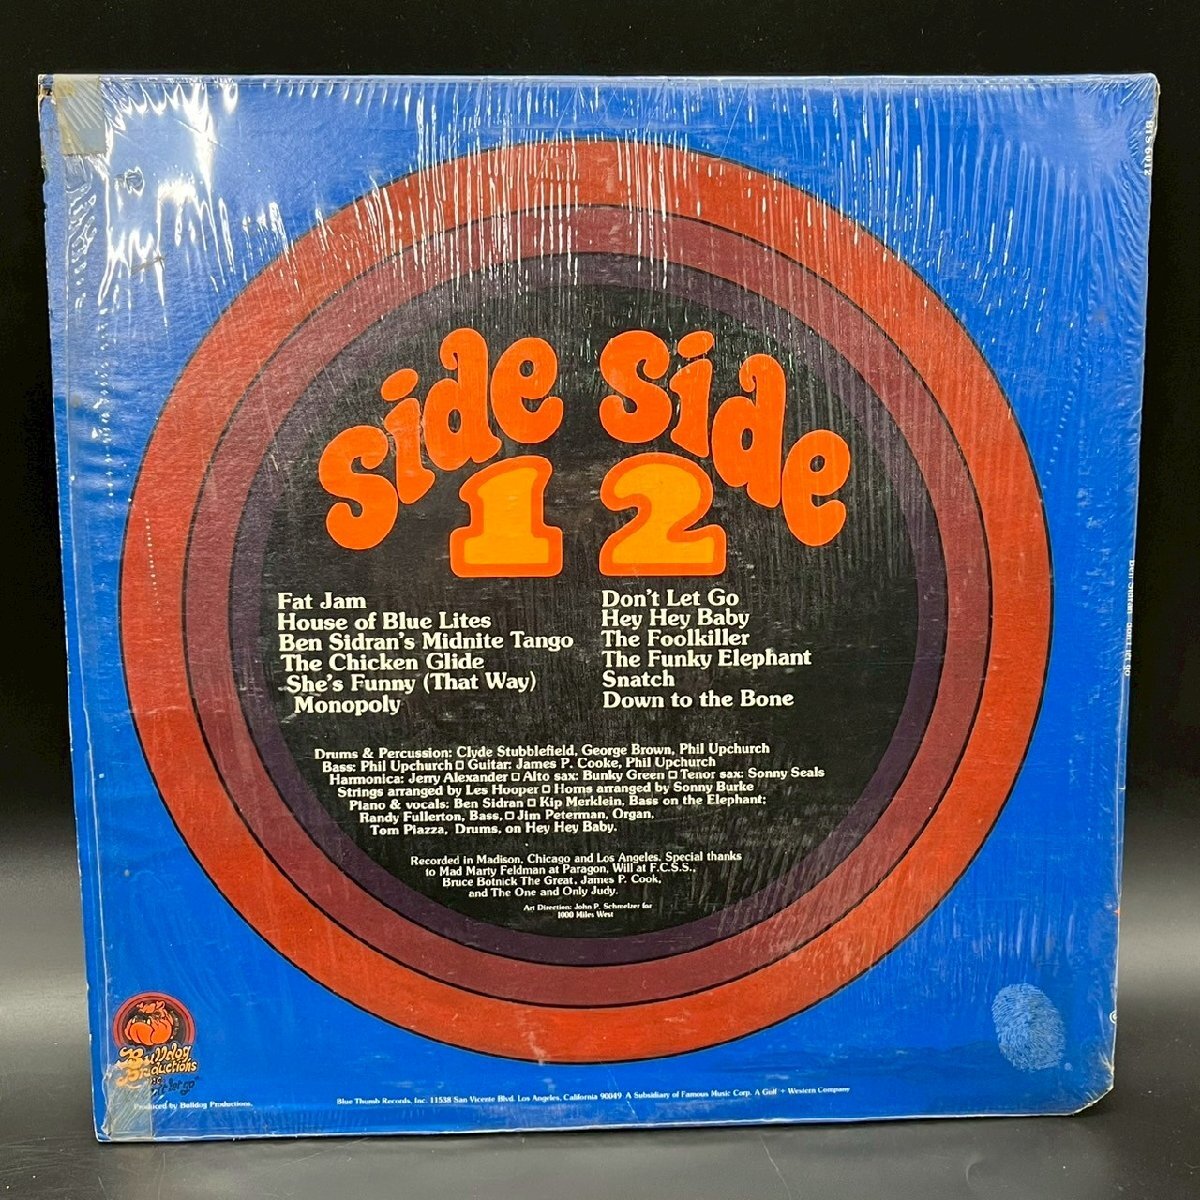 Side Side
1 2
Fat Jam
House of Blue Lites
Ben Sidran's Midnite Tango
The Chicken Glide
She's Funny (That Way)
Monopoly
Don't Let Go
Hey Hey Baby
The Foolkiller
The Funky Elephant
Snatch
Down to the Bone
Drums & Percussion: Clyde Stubblefield, George Brown, Phil Upchurch
Bass: Phil Upchurch □ Guitar: James P. Cooke, Phil Upchurch
Harmonica: Jerry Alexander □ Alto sax: Bunky Green □ Tenor sax: Sonny Seals
Strings arranged by Les Hooper □ Horns arranged by Sonny Burke
Piano & vocals: Ben Sidran □ Kip Merklein, Bass on the Elephant:
Randy Fullerton, Bass, □ Jim Peterman, Organ,
Tom Piazza, Drums, on Hey Hey Baby.
Recorded in Madison, Chicago and Los Angeles. Special thanks
to Mad Marty Feldman at Paragon, Will at F.C.S.S.,
Bruce Botnick The Great, James P. Cook,
and The One and Only Judy.
Art Direction: John P. Schmelzer for
1000 Miles West
Bulldog
Productions
Produced by Bulldog Productions.
Blue Thumb Records, Inc. 11538 San Vicente Blvd. Los Angeles, California 90049 A Subsidiary of Famous Music Corp. A Gulf + Western Company